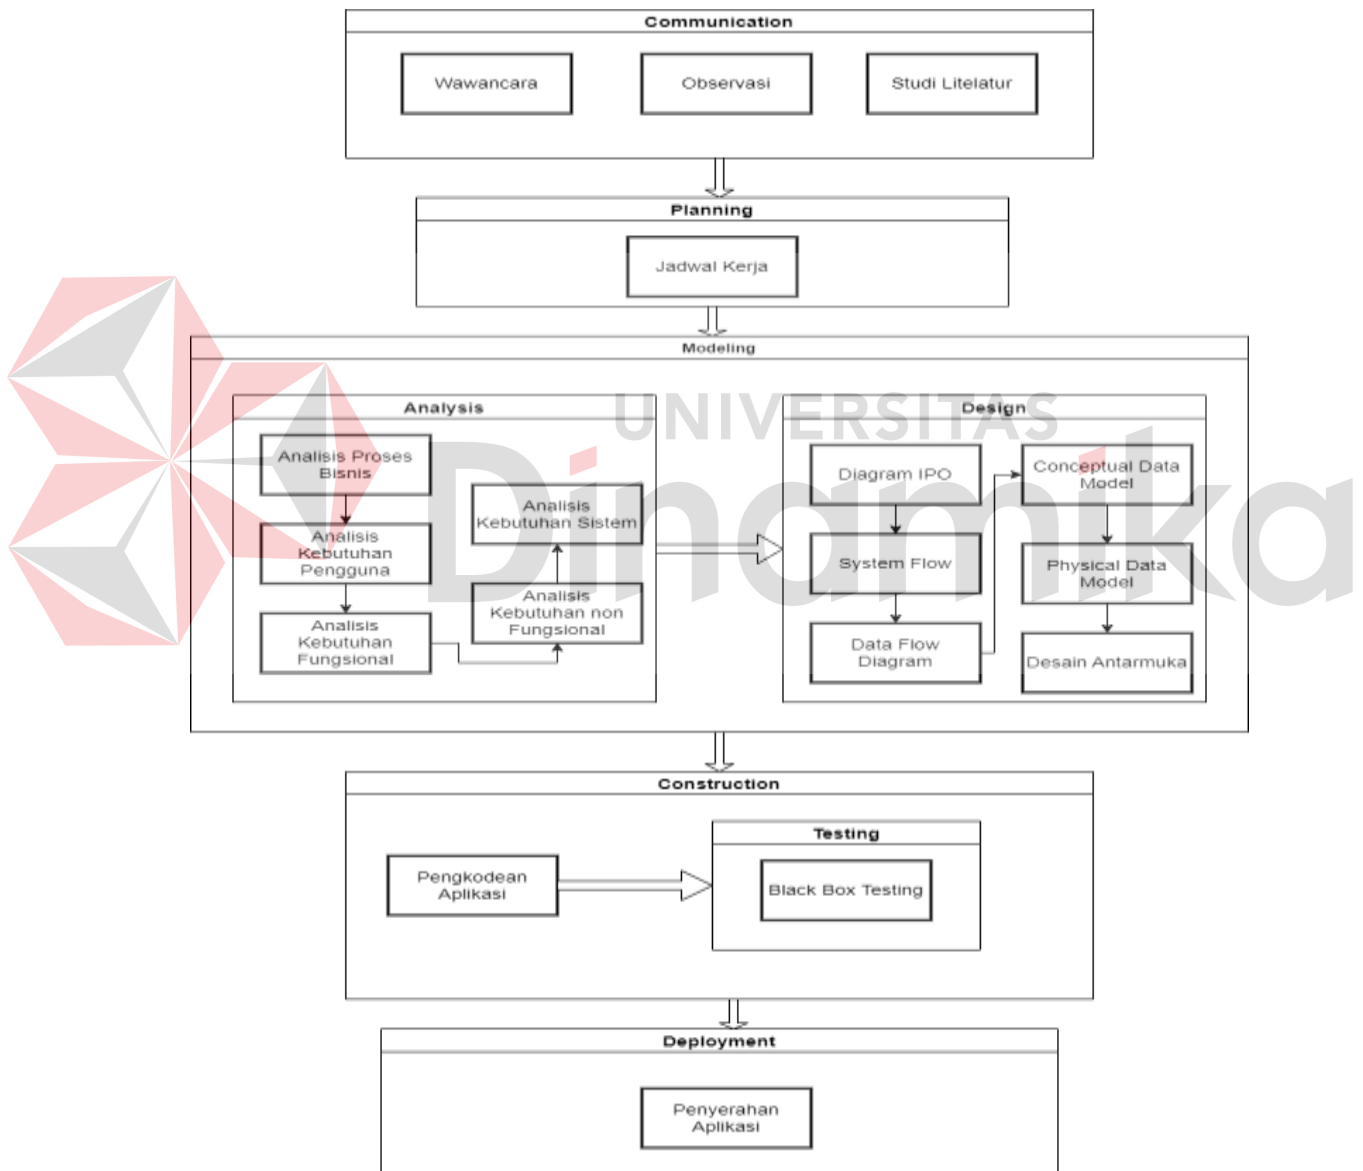 Communication
Wawancara
Observasi
Studi Litelatur
Planning
Jadwal Kerja
Modeling
Analysis
Analisis Proses
Bisnis
Analisis
Kebutuhan
Pengguna
Analisis
Kebutuhan
Fungsional
Analisis
Kebutuhan non
Fungsional
Analisis
Kebutuhan Sistem
Design
Diagram IPO
System Flow
Data Flow
Diagram
Conceptual Data
Model
Physical Data
Model
Desain Antarmuka
UNIVERSITAS
Dinamika
Construction
Pengkodean
Aplikasi
Testing
Black Box Testing
Deployment
Penyerahan
Aplikasi